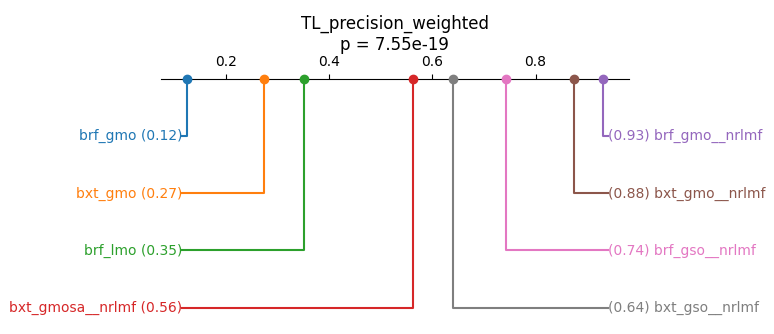 TL_precision_weighted
p = 7.55e-19
0.2 0.4 0.6 0.8
brf_gmo (0.12) (0.93) brf_gmo__nrlmf
bxt_gmo (0.27) (0.88) bxt_gmo__nrlmf
brf_lmo (0.35) (0.74) brf_gso__nrlmf
bxt_gmosa__nrlmf (0.56) (0.64) bxt_gso__nrlmf